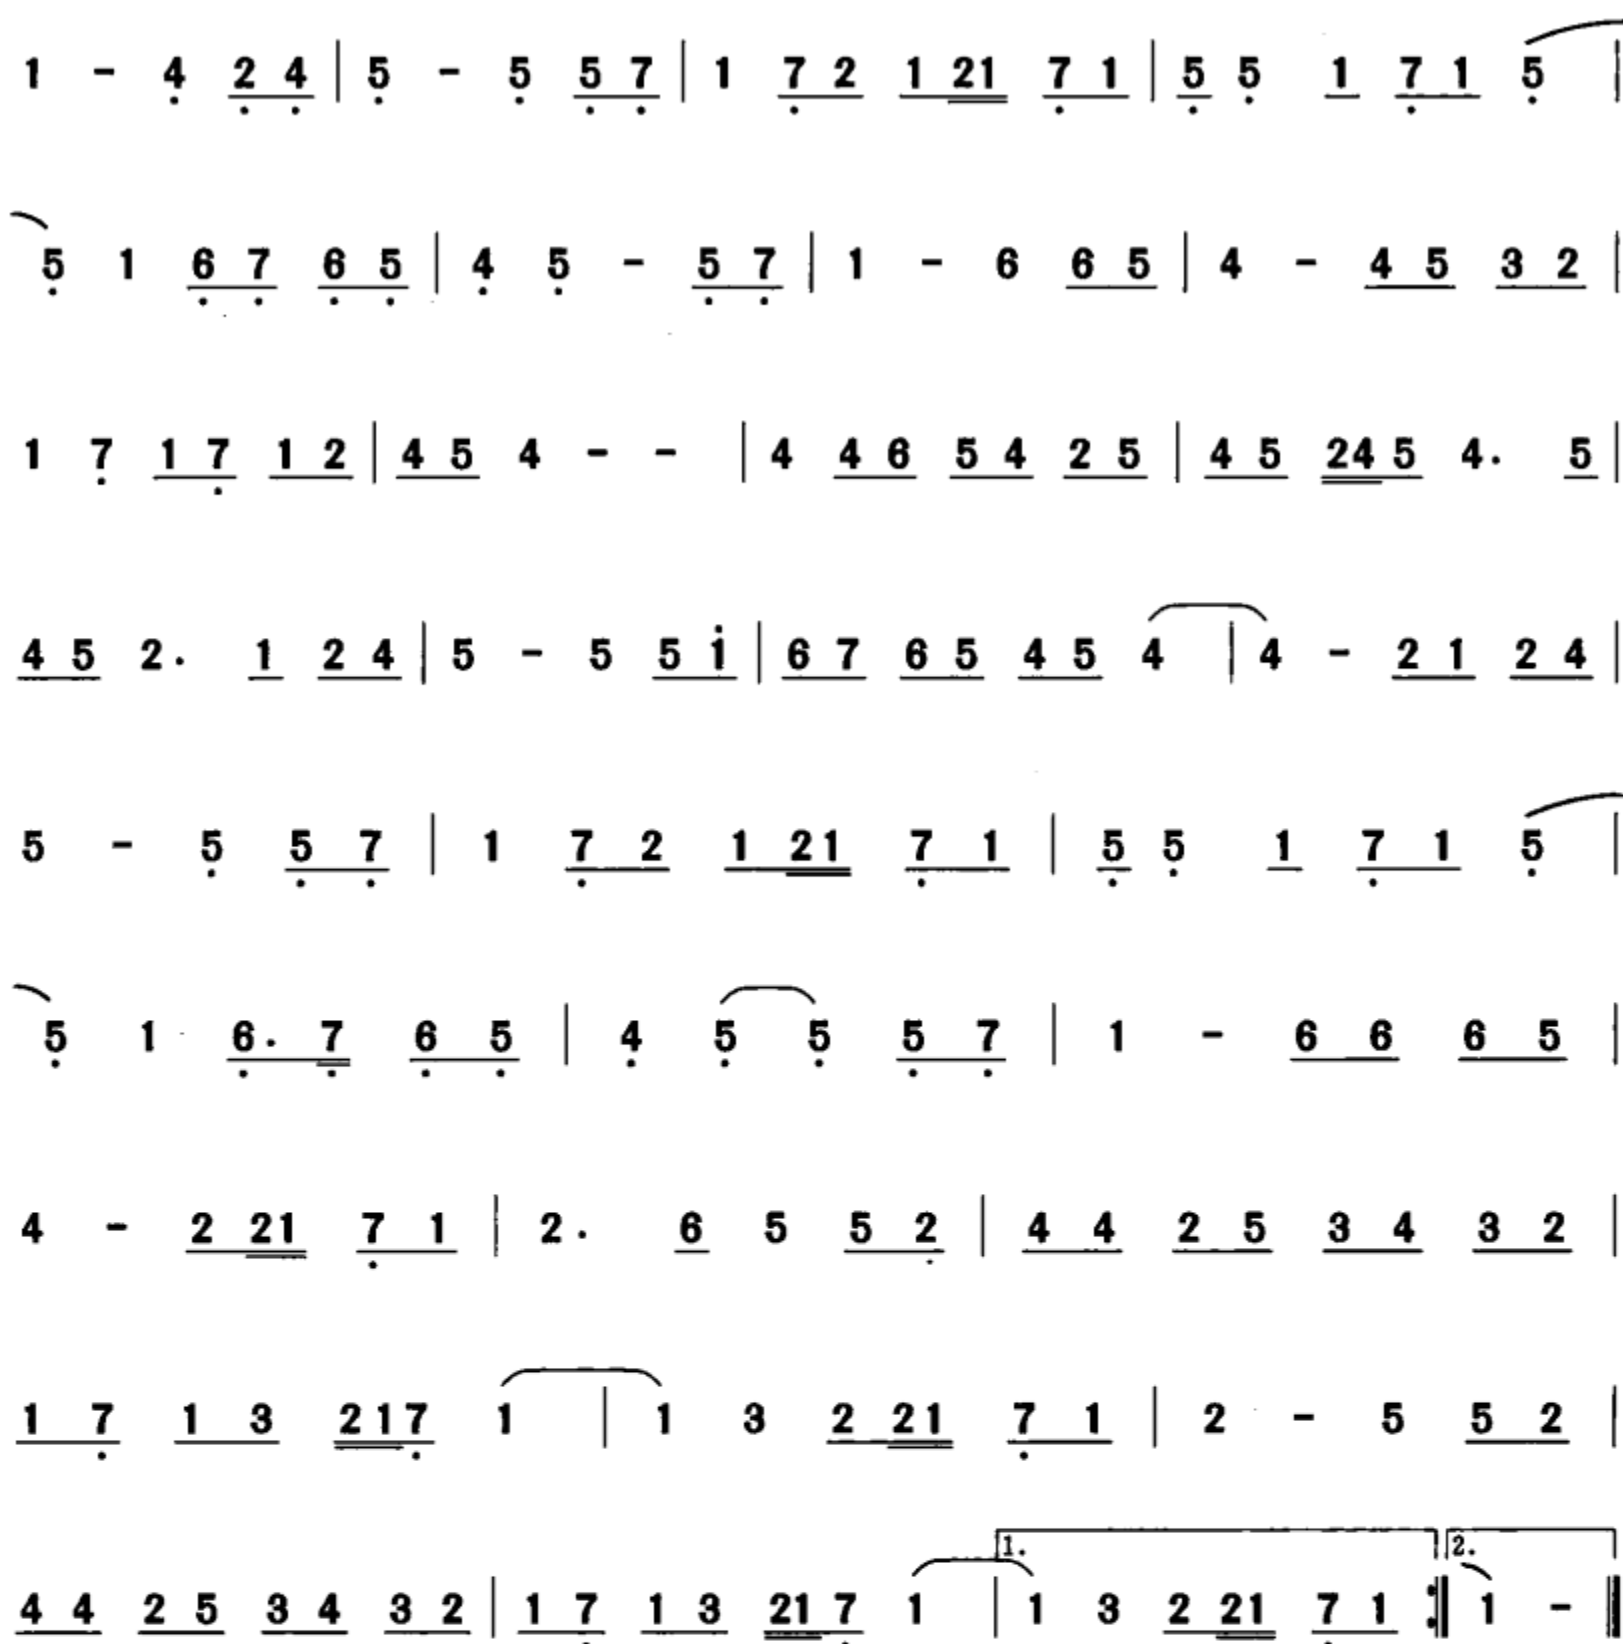 1 - 4 2 4 | 5 - 5 5 7 | 1 7 2 1 21 7 1 | 5 5 1 7 1 5 |
5 1 6 7 6 5 | 4 5 - 5 7 | 1 - 6 6 5 | 4 - 4 5 3 2 |
1 7 1 7 1 2 | 4 5 4 - - | 4 4 6 5 4 2 5 | 4 5 24 5 4. 5 |
4 5 2. 1 2 4 | 5 - 5 5 1 | 6 7 6 5 4 5 4 | 4 - 2 1 2 4 |
5 - 5 5 7 | 1 7 2 1 21 7 1 | 5 5 1 7 1 5 |
5 1 6. 7 6 5 | 4 5 5 5 7 | 1 - 6 6 6 5 |
4 - 2 21 7 1 | 2. 6 5 5 2 | 4 4 2 5 3 4 3 2 |
1 7 1 3 217 1 | 1 3 2 21 7 1 | 2 - 5 5 2 |
1. 2.
4 4 2 5 3 4 3 2 | 1 7 1 3 21 7 1 | 1 3 2 21 7 1 :‖ 1 - ‖